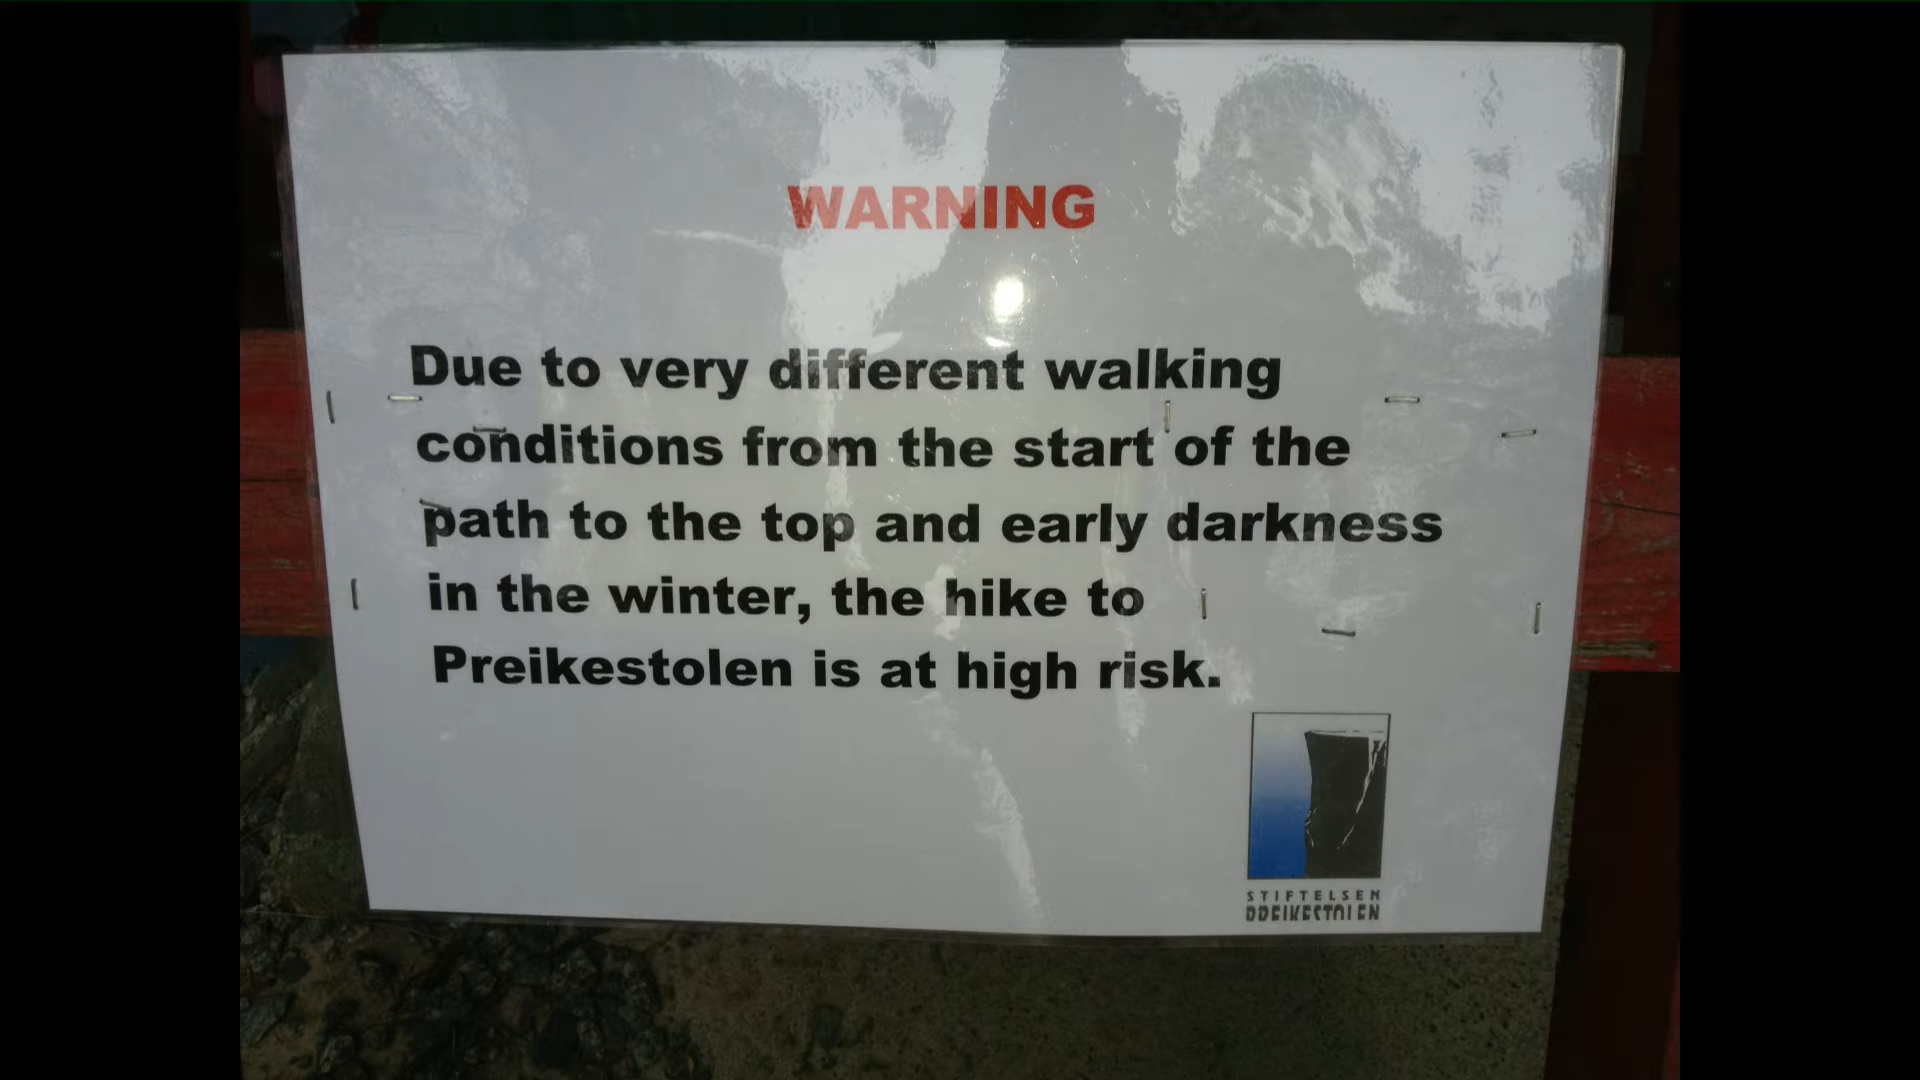 WARNING
Due to very different walking
conditions from the start of the
path to the top and early darkness
in the winter, the hike to
Preikestolen is at high risk.
STIFTELSEN
PREIKESTOLEN